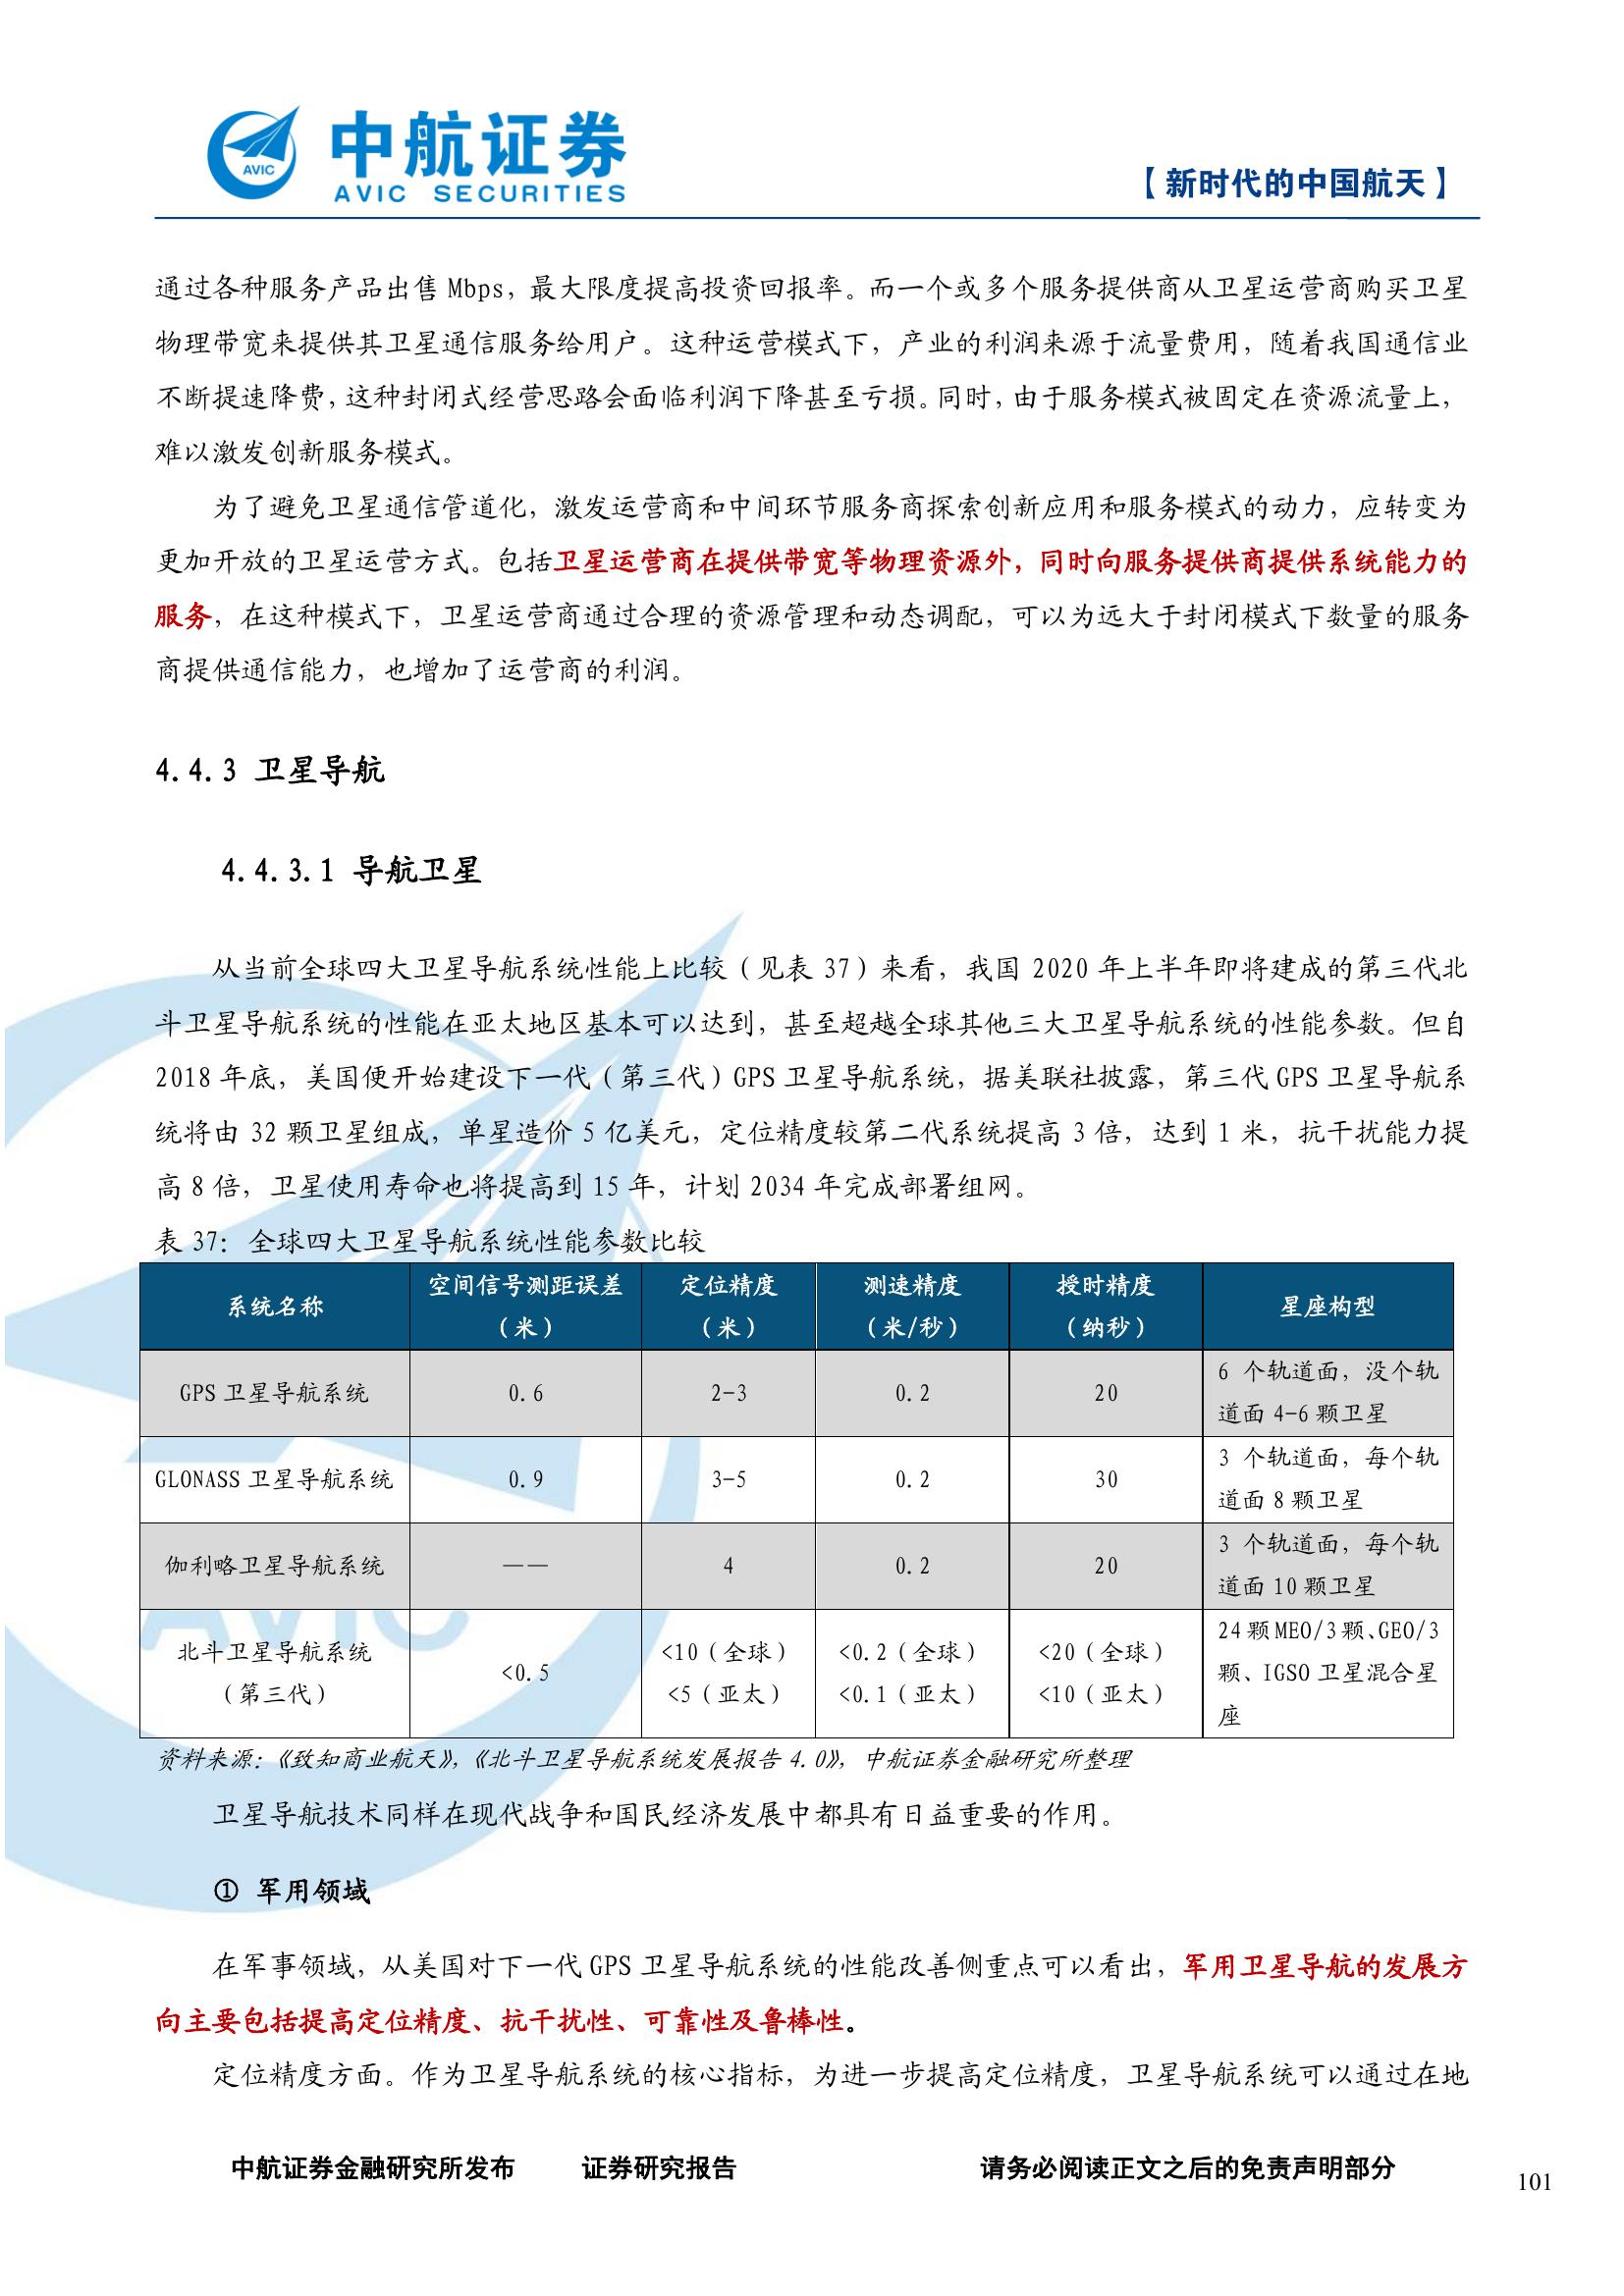 AVIC
中航证券
AVIC SECURITIES
【新时代的中国航天】
通过各种服务产品出售 Mbps，最大限度提高投资回报率。而一个或多个服务提供商从卫星运营商购买卫星
物理带宽来提供其卫星通信服务给用户。这种运营模式下，产业的利润来源于流量费用，随着我国通信业
不断提速降费，这种封闭式经营思路会面临利润下降甚至亏损。同时，由于服务模式被固定在资源流量上，
难以激发创新服务模式。
为了避免卫星通信管道化，激发运营商和中间环节服务商探索创新应用和服务模式的动力，应转变为
更加开放的卫星运营方式。包括卫星运营商在提供带宽等物理资源外，同时向服务提供商提供系统能力的
服务，在这种模式下，卫星运营商通过合理的资源管理和动态调配，可以为远大于封闭模式下数量的服务
商提供通信能力，也增加了运营商的利润。
4.4.3 卫星导航
4.4.3.1 导航卫星
从当前全球四大卫星导航系统性能上比较（见表 37）来看，我国 2020 年上半年即将建成的第三代北
斗卫星导航系统的性能在亚太地区基本可以达到，甚至超越全球其他三大卫星导航系统的性能参数。但自
2018 年底，美国便开始建设下一代（第三代）GPS 卫星导航系统，据美联社披露，第三代 GPS 卫星导航系
统将由 32 颗卫星组成，单星造价 5 亿美元，定位精度较第二代系统提高 3 倍，达到 1 米，抗干扰能力提
高 8 倍，卫星使用寿命也将提高到 15 年，计划 2034 年完成部署组网。
表 37：全球四大卫星导航系统性能参数比较
系统名称 空间信号测距误差（米） 定位精度（米） 测速精度（米/秒） 授时精度（纳秒） 星座构型
GPS 卫星导航系统 0.6 2-3 0.2 20 6 个轨道面，没个轨道面 4-6 颗卫星
GLONASS 卫星导航系统 0.9 3-5 0.2 30 3 个轨道面，每个轨道面 8 颗卫星
伽利略卫星导航系统 —— 4 0.2 20 3 个轨道面，每个轨道面 10 颗卫星
北斗卫星导航系统（第三代） <0.5 <10（全球）<5（亚太） <0.2（全球）<0.1（亚太） <20（全球）<10（亚太） 24 颗 MEO/3 颗、GEO/3 颗、IGSO 卫星混合星座
资料来源：《致知商业航天》，《北斗卫星导航系统发展报告 4.0》，中航证券金融研究所整理
卫星导航技术同样在现代战争和国民经济发展中都具有日益重要的作用。
① 军用领域
在军事领域，从美国对下一代 GPS 卫星导航系统的性能改善侧重点可以看出，军用卫星导航的发展方
向主要包括提高定位精度、抗干扰性、可靠性及鲁棒性。
定位精度方面。作为卫星导航系统的核心指标，为进一步提高定位精度，卫星导航系统可以通过在地
中航证券金融研究所发布 证券研究报告 请务必阅读正文之后的免责声明部分
101